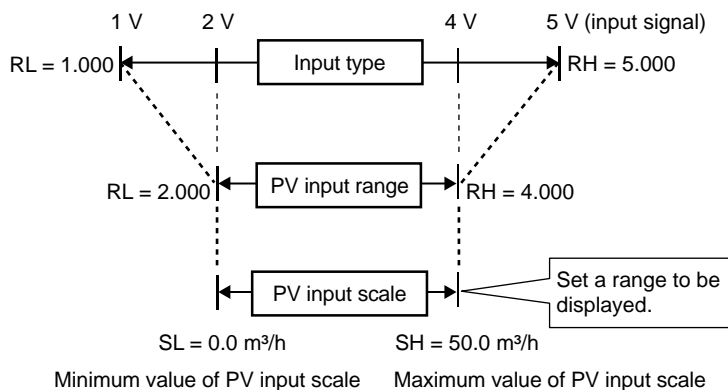 1 V 2 V 4 V 5 V (input signal)
RL = 1.000 Input type RH = 5.000
RL = 2.000 PV input range RH = 4.000
PV input scale Set a range to be
displayed.
SL = 0.0 m³/h SH = 50.0 m³/h
Minimum value of PV input scale Maximum value of PV input scale